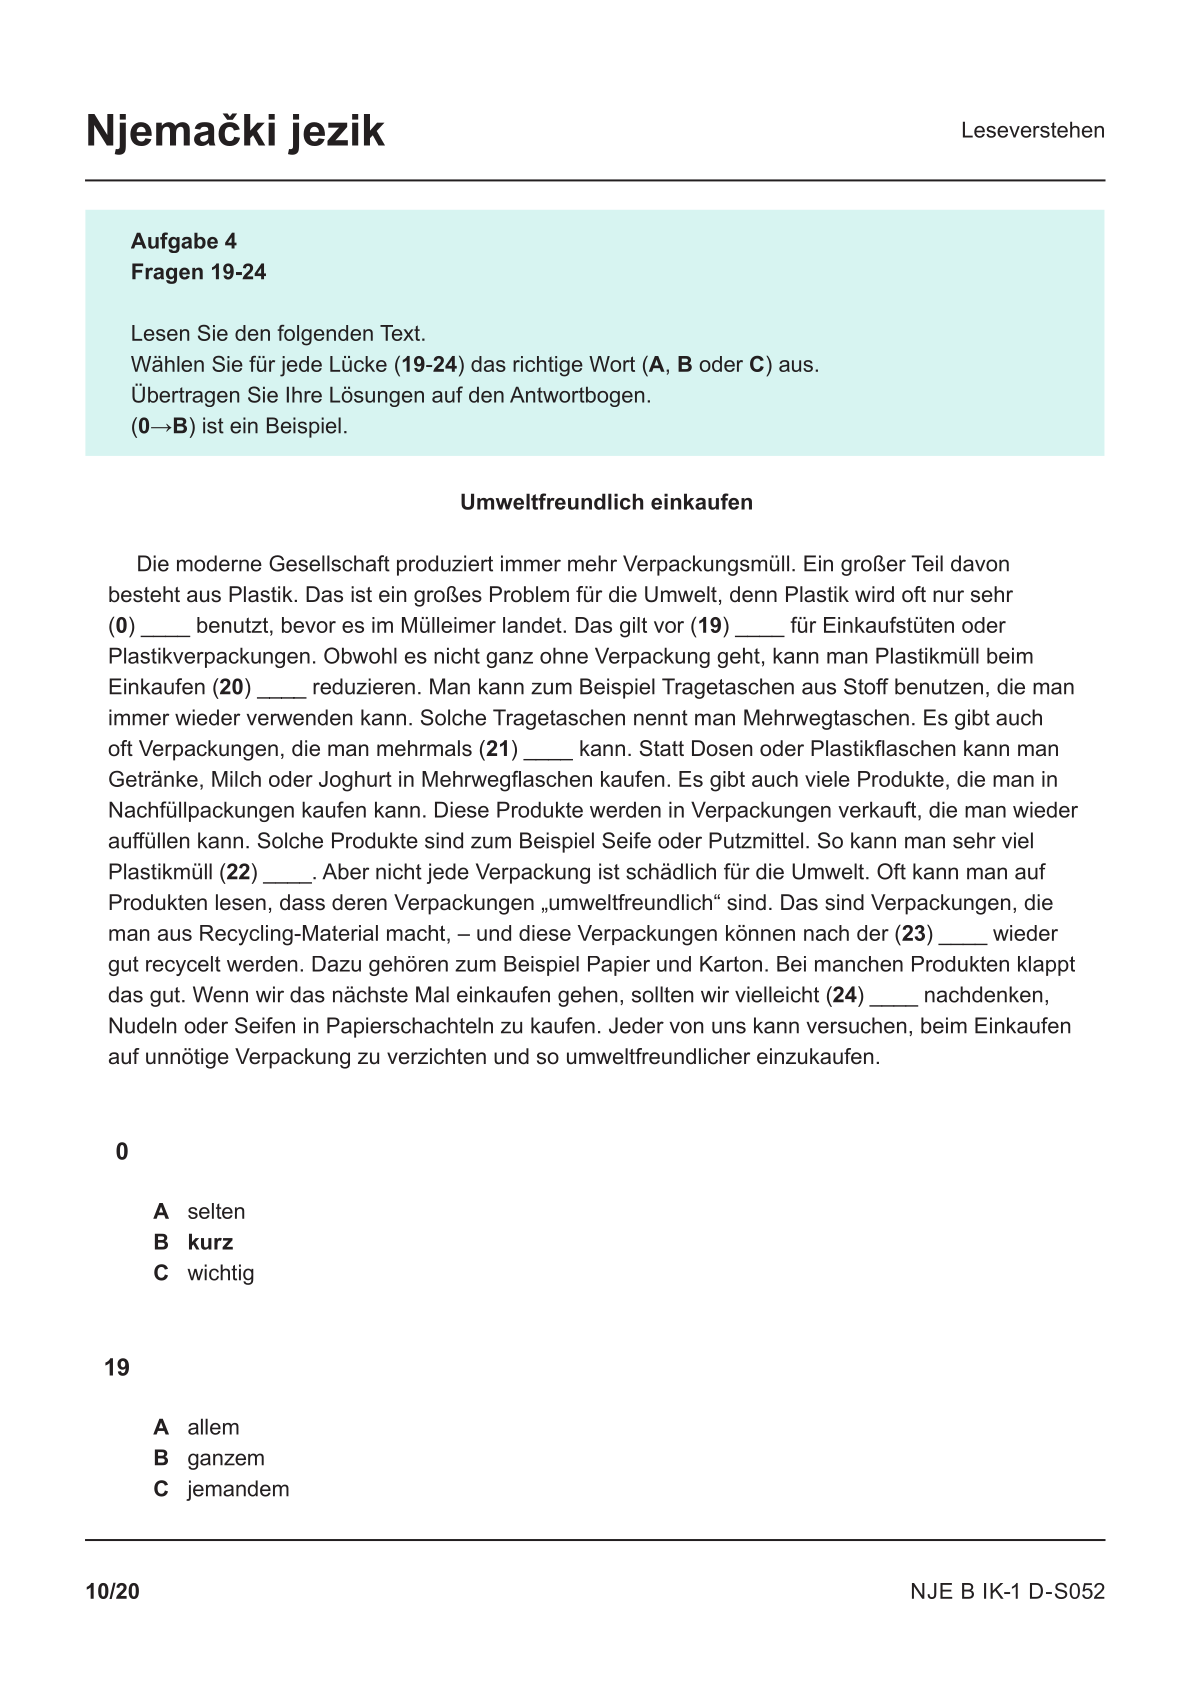 Njemački jezik
Leseverstehen
Aufgabe 4
Fragen 19-24
Lesen Sie den folgenden Text.
Wählen Sie für jede Lücke (19-24) das richtige Wort (A, B oder C) aus.
Übertragen Sie Ihre Lösungen auf den Antwortbogen.
(0→B) ist ein Beispiel.
Umweltfreundlich einkaufen
Die moderne Gesellschaft produziert immer mehr Verpackungsmüll. Ein großer Teil davon
besteht aus Plastik. Das ist ein großes Problem für die Umwelt, denn Plastik wird oft nur sehr
(0) ____ benutzt, bevor es im Mülleimer landet. Das gilt vor (19) ____ für Einkaufstüten oder
Plastikverpackungen. Obwohl es nicht ganz ohne Verpackung geht, kann man Plastikmüll beim
Einkaufen (20) ____ reduzieren. Man kann zum Beispiel Tragetaschen aus Stoff benutzen, die man
immer wieder verwenden kann. Solche Tragetaschen nennt man Mehrwegtaschen. Es gibt auch
oft Verpackungen, die man mehrmals (21) ____ kann. Statt Dosen oder Plastikflaschen kann man
Getränke, Milch oder Joghurt in Mehrwegflaschen kaufen. Es gibt auch viele Produkte, die man in
Nachfüllpackungen kaufen kann. Diese Produkte werden in Verpackungen verkauft, die man wieder
auffüllen kann. Solche Produkte sind zum Beispiel Seife oder Putzmittel. So kann man sehr viel
Plastikmüll (22) ____. Aber nicht jede Verpackung ist schädlich für die Umwelt. Oft kann man auf
Produkten lesen, dass deren Verpackungen „umweltfreundlich“ sind. Das sind Verpackungen, die
man aus Recycling-Material macht, – und diese Verpackungen können nach der (23) ____ wieder
gut recycelt werden. Dazu gehören zum Beispiel Papier und Karton. Bei manchen Produkten klappt
das gut. Wenn wir das nächste Mal einkaufen gehen, sollten wir vielleicht (24) ____ nachdenken,
Nudeln oder Seifen in Papierschachteln zu kaufen. Jeder von uns kann versuchen, beim Einkaufen
auf unnötige Verpackung zu verzichten und so umweltfreundlicher einzukaufen.
0
A selten
B kurz
C wichtig
19
A allem
B ganzem
C jemandem
10/20
NJE B IK-1 D-S052